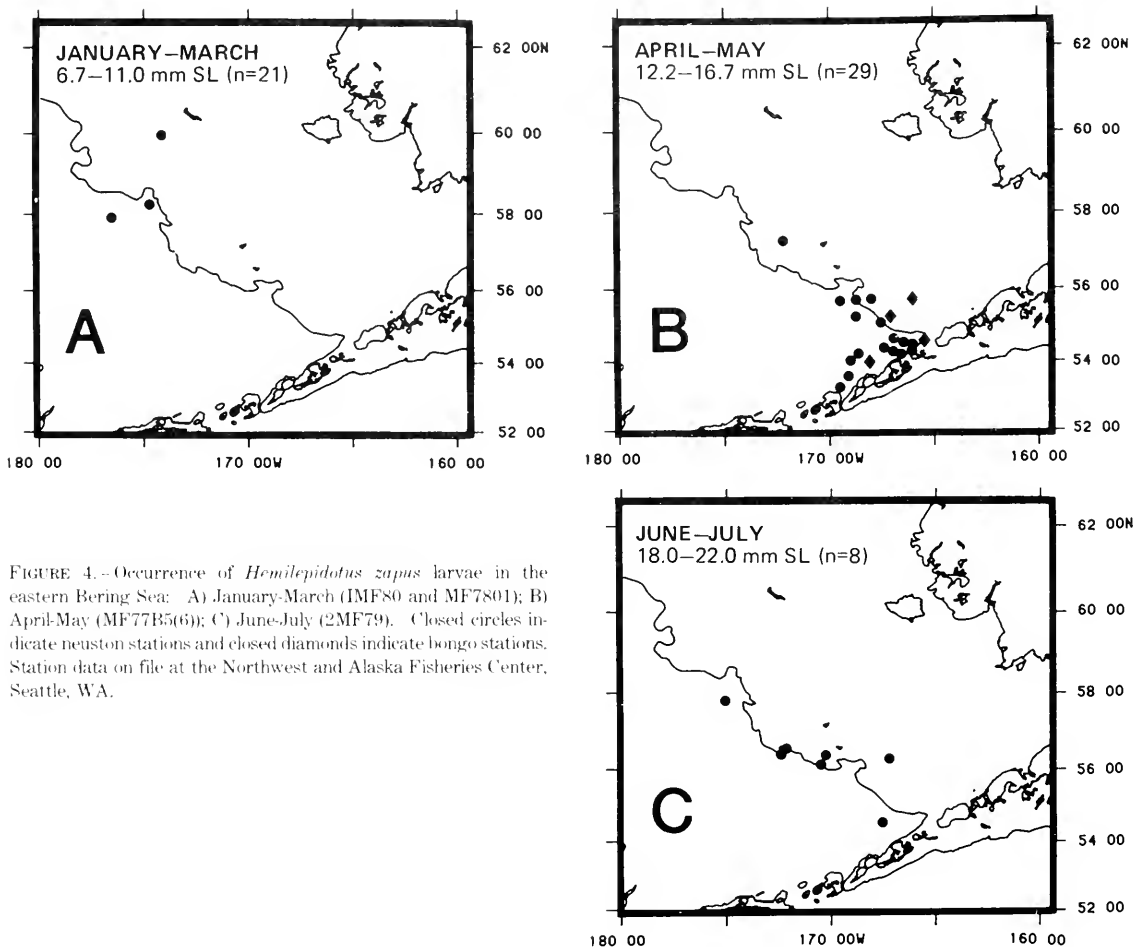 JANUARY–MARCH
6.7–11.0 mm SL (n=21)
62 00N
60 00
58 00
56 00
54 00
52 00
A
180 00
170 00W
160 00
APRIL–MAY
12.2–16.7 mm SL (n=29)
62 00N
60 00
58 00
56 00
54 00
52 00
B
180 00
170 00W
160 00
FIGURE 4.–Occurrence of Hemilepidotus zapus larvae in the
eastern Bering Sea: A) January-March (IMF80 and MF7801); B)
April-May (MF77B5(6)); C) June-July (2MF79). Closed circles in-
dicate neuston stations and closed diamonds indicate bongo stations.
Station data on file at the Northwest and Alaska Fisheries Center,
Seattle, WA.
JUNE–JULY
18.0–22.0 mm SL (n=8)
62 00N
60 00
58 00
56 00
54 00
52 00
C
180 00
170 00W
160 00